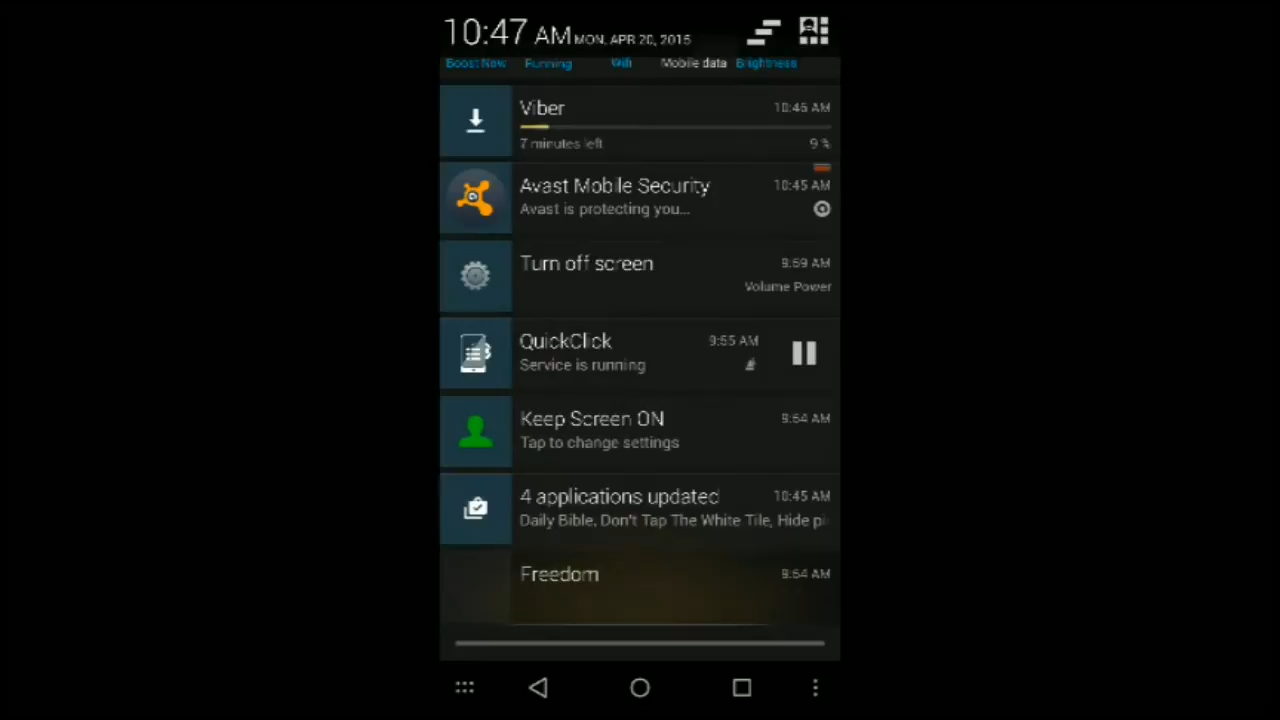 10:47 AM MON, APR 20, 2015
Boost Now Running Wifi Mobile data Brightness
Viber 10:45 AM
7 minutes left 9%
Avast Mobile Security 10:45 AM
Avast is protecting you...
Turn off screen 9:59 AM
Volume Power
QuickClick 9:55 AM
Service is running
Keep Screen ON 9:54 AM
Tap to change settings
4 applications updated 10:45 AM
Daily Bible, Don't Tap The White Tile, Hide pi
Freedom 9:54 AM